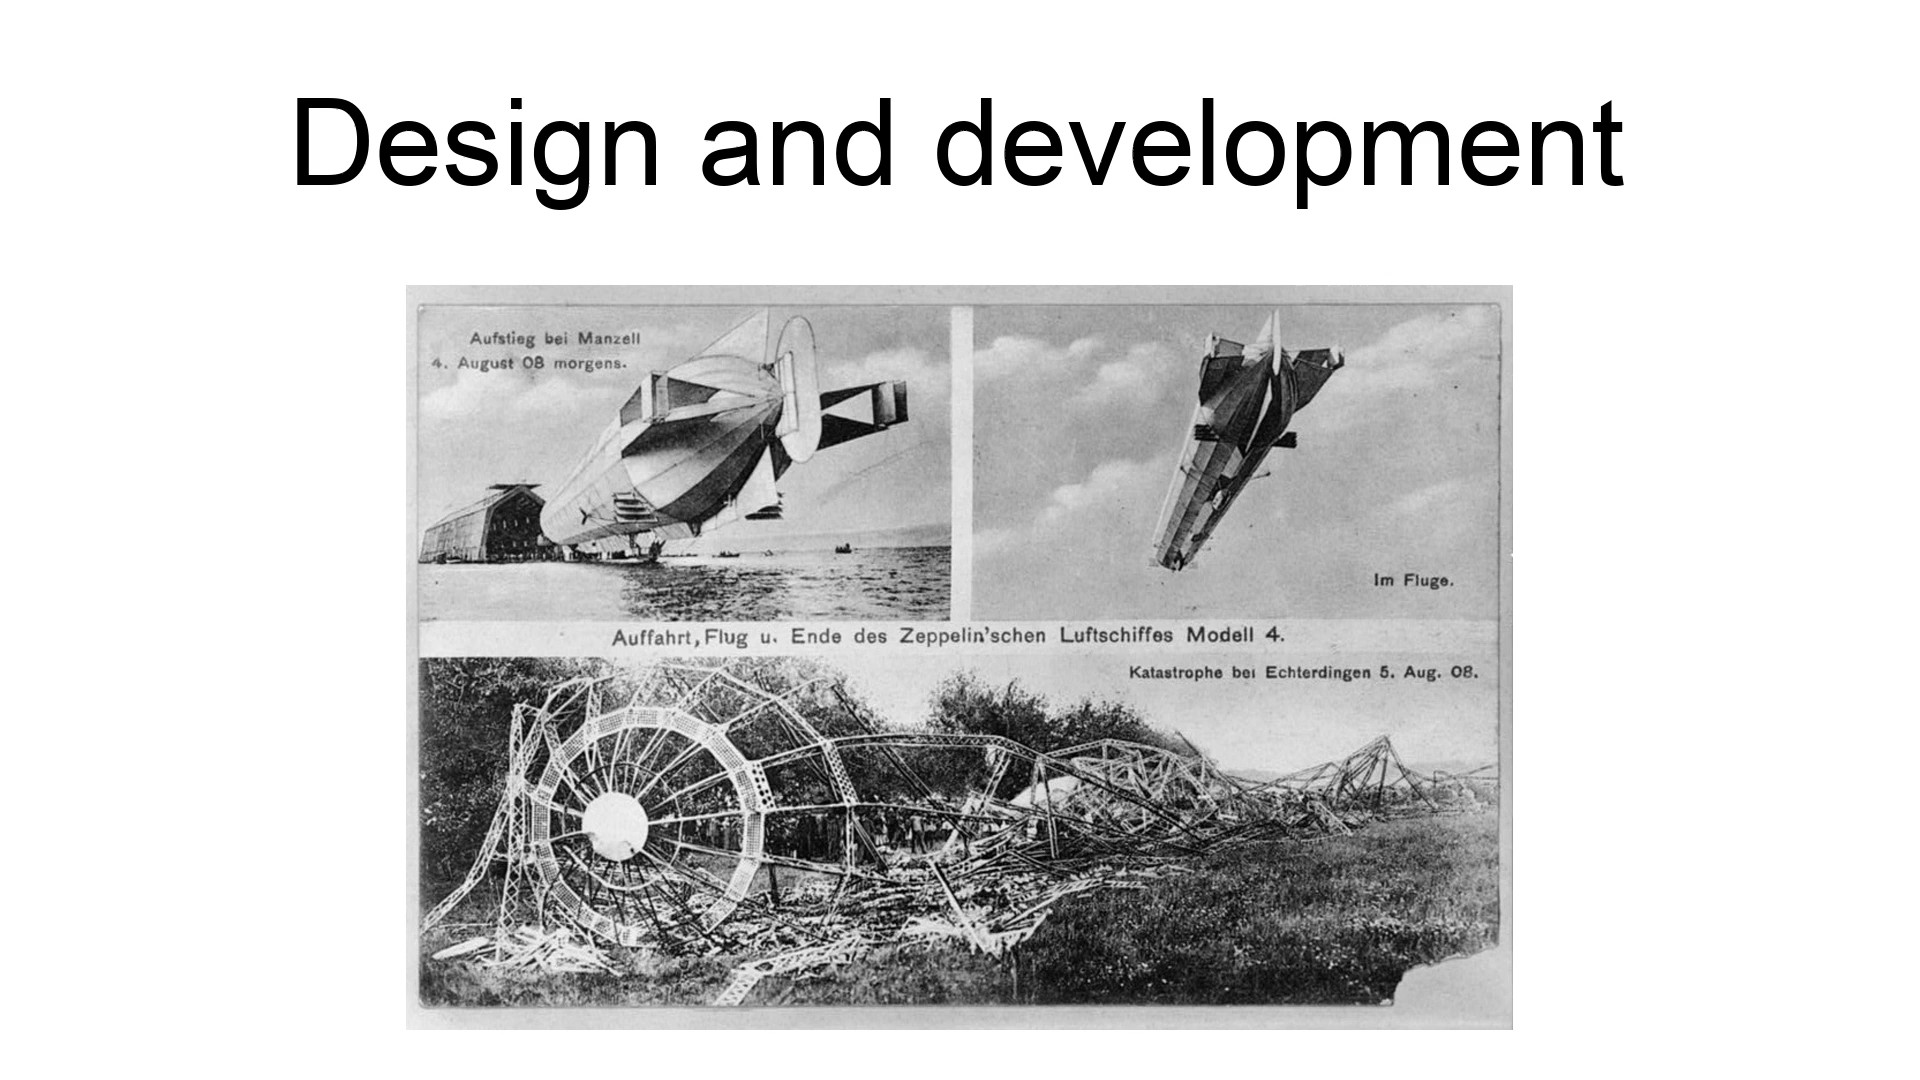 Design and development
Aufstieg bei Manzell
4. August 08 morgens.
Im Fluge.
Auffahrt, Flug u. Ende des Zeppelin'schen Luftschiffes Modell 4.
Katastrophe bei Echterdingen 5. Aug. 08.